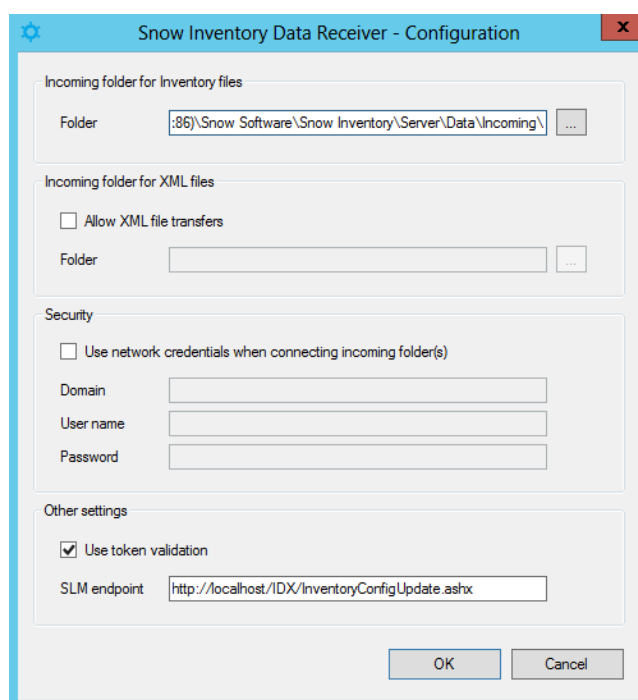 Snow Inventory Data Receiver - Configuration
x
Incoming folder for Inventory files
Folder :86)\Snow Software\Snow Inventory\Server\Data\Incoming\ ...
Incoming folder for XML files
Allow XML file transfers
Folder ...
Security
Use network credentials when connecting incoming folder(s)
Domain
User name
Password
Other settings
Use token validation
SLM endpoint http://localhost/IDX/InventoryConfigUpdate.ashx
OK Cancel